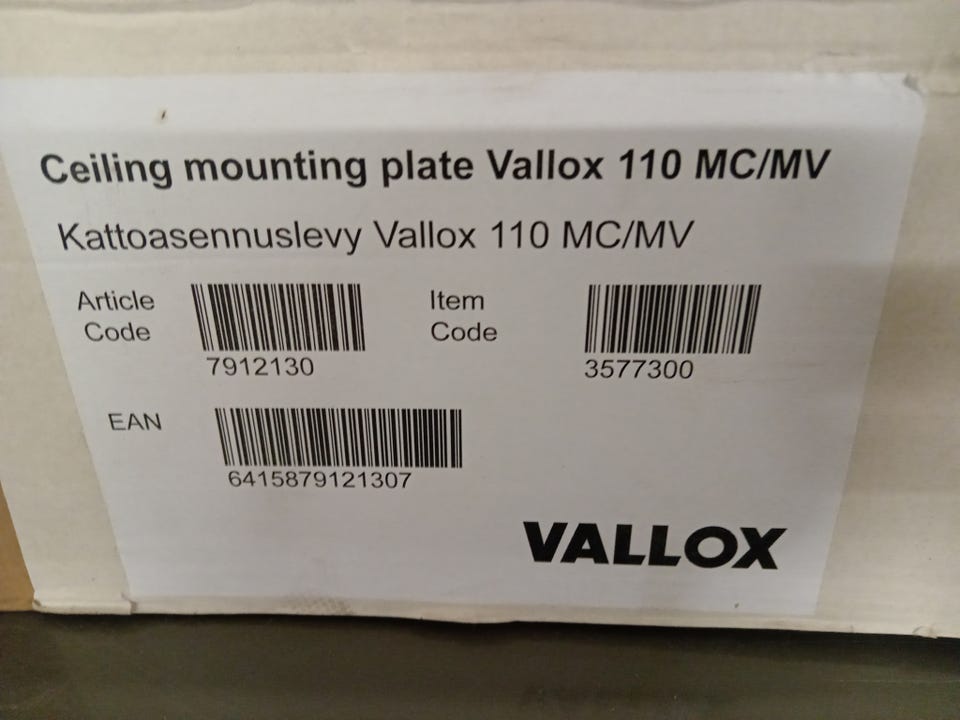 Ceiling mounting plate Vallox 110 MC/MV
Kattoasennuslevy Vallox 110 MC/MV
Article Code
7912130
Item Code
3577300
EAN
6415879121307
VALLOX